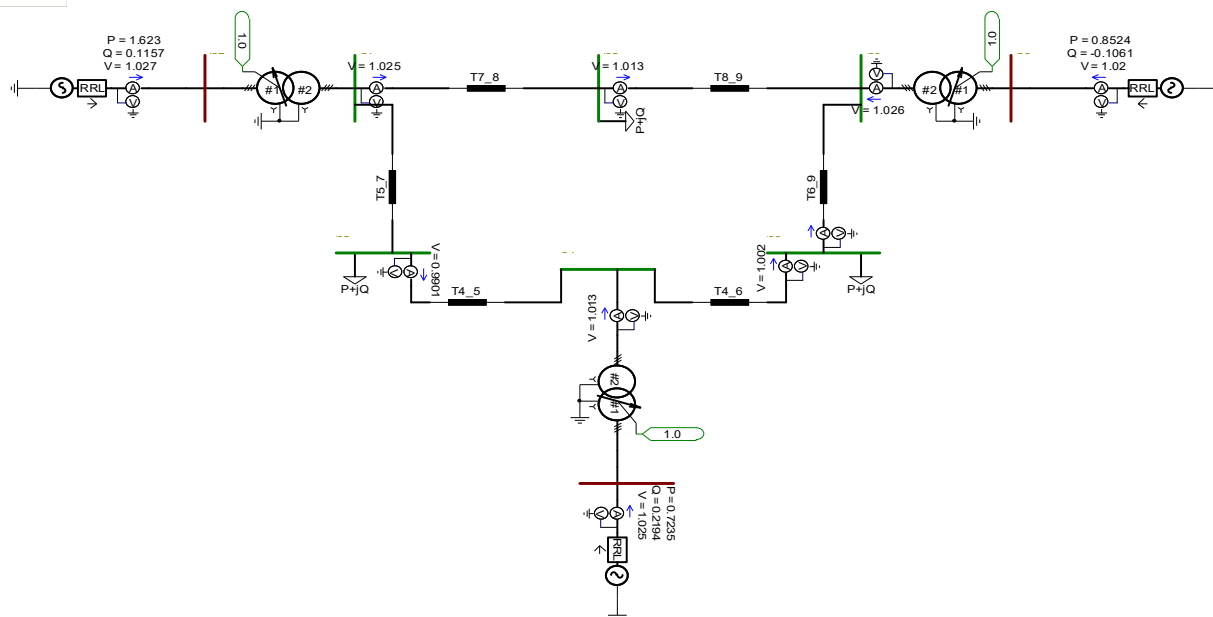 P = 1.623
Q = 0.1157
V = 1.027
1.0
V = 1.025
V = 1.013
1.0
P = 0.8524
Q = -0.1061
V = 1.02
T7_8
T8_9
RRL
A
V
#1
#2
Y
Y
A
V
A
V
P+jQ
V
A
V = 1.026
#2
#1
Y
Y
A
V
RRL
T5_7
T6_9
A
V
V = 0.9901
V
A
P+jQ
T4_5
V = 1.013
A
V
T4_6
V = 1.002
A
V
P+jQ
#2
#1
Y
Y
1.0
P = 0.7235
Q = 0.2194
V = 1.025
V
A
RRL